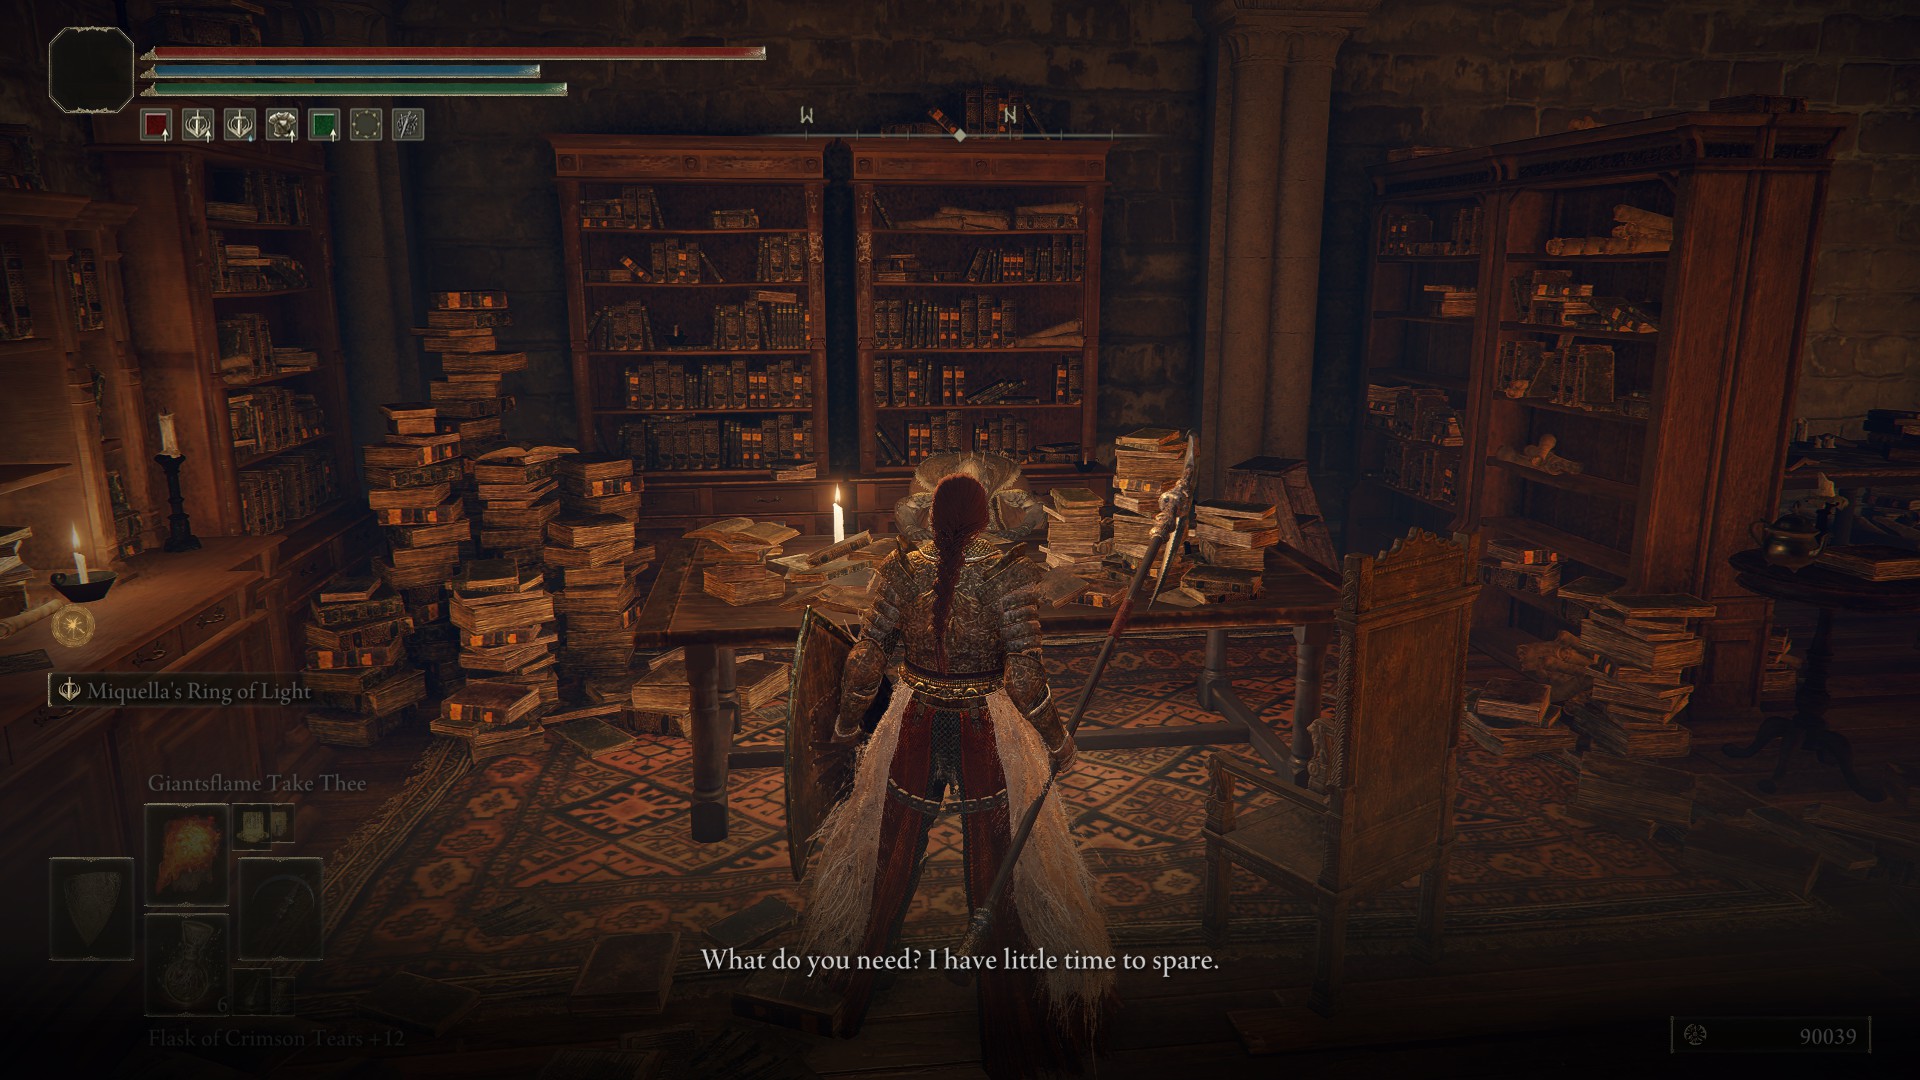 W
N
Miquella's Ring of Light
Giantsflame Take Thee
What do you need? I have little time to spare.
6
Flask of Crimson Tears +12
90039